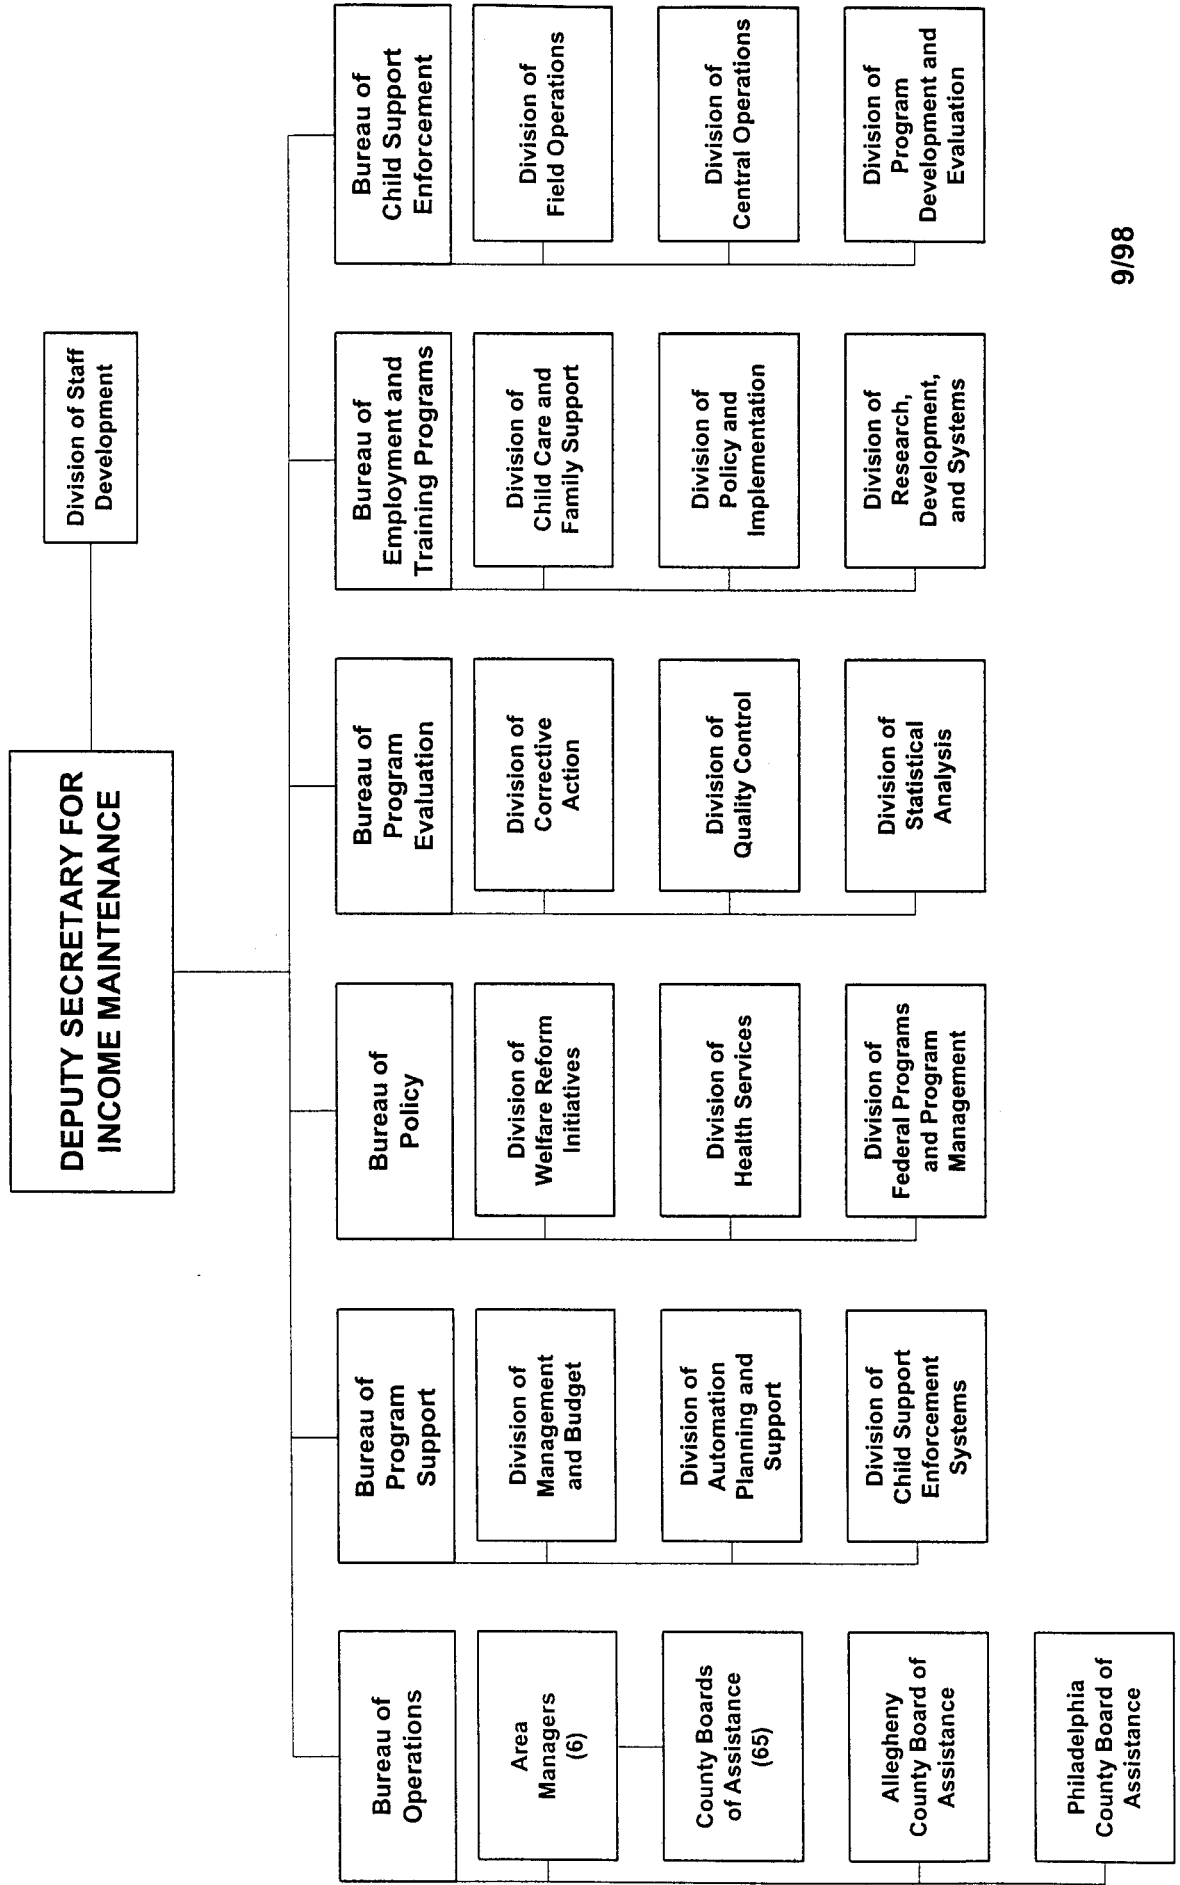 DEPUTY SECRETARY FOR
INCOME MAINTENANCE
Division of Staff
Development
Bureau of
Operations
Area
Managers
(6)
County Boards
of Assistance
(65)
Allegheny
County Board of
Assistance
Philadelphia
County Board of
Assistance
Bureau of
Program
Support
Division of
Management
and Budget
Division of
Automation
Planning and
Support
Division of
Child Support
Enforcement
Systems
Bureau of
Policy
Division of
Welfare Reform
Initiatives
Division of
Health Services
Division of
Federal Programs
and Program
Management
Bureau of
Program
Evaluation
Division of
Corrective
Action
Division of
Quality Control
Division of
Statistical
Analysis
Bureau of
Employment and
Training Programs
Division of
Child Care and
Family Support
Division of
Policy and
Implementation
Division of
Research,
Development,
and Systems
Bureau of
Child Support
Enforcement
Division of
Field Operations
Division of
Central Operations
Division of
Program
Development and
Evaluation
9/98